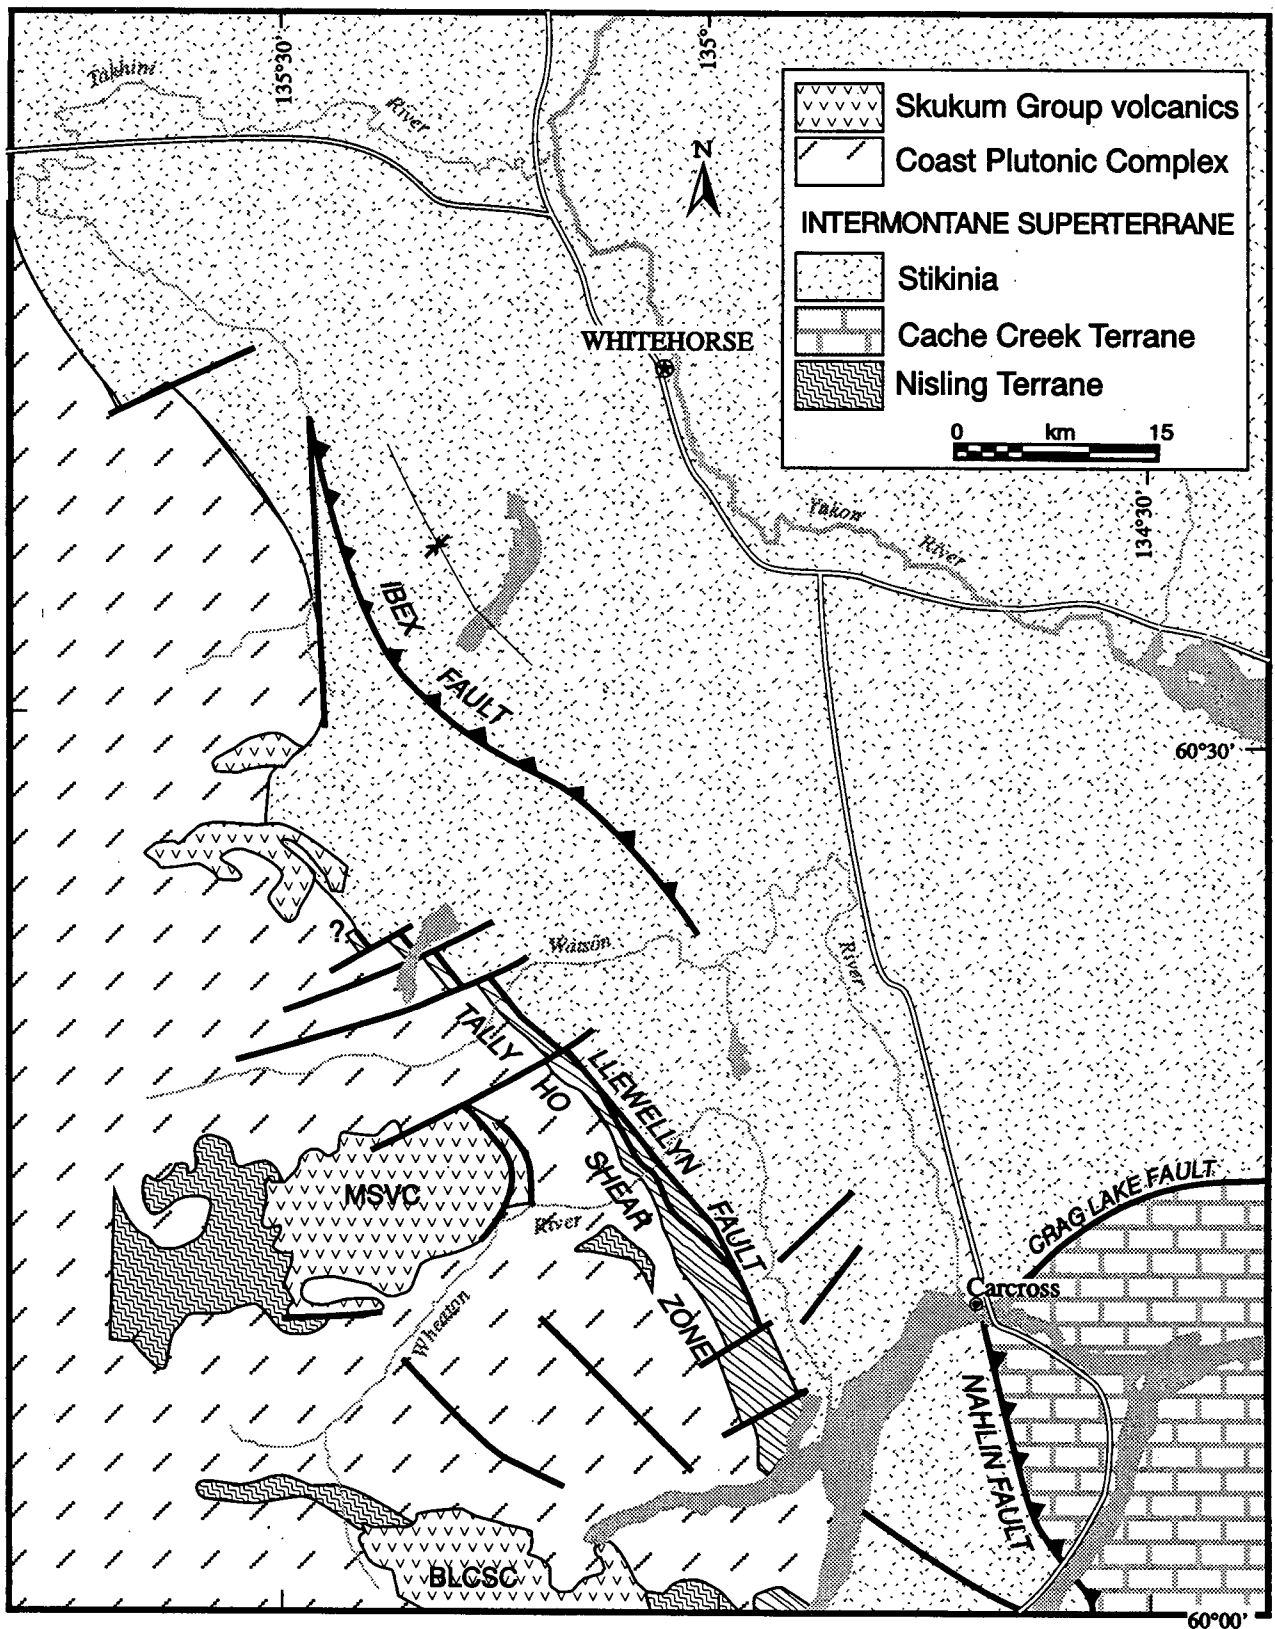 135°30'
135°
Takhini
River
N
Skukum Group volcanics
Coast Plutonic Complex
INTERMONTANE SUPERTERRANE
Stikinia
Cache Creek Terrane
Nisling Terrane
0 km 15
WHITEHORSE
134°30'
Yukon
River
IBEX
FAULT
60°30'
?
Watson
River
TALLY
HO
SHEAR
ZONE
LLEWELLYN
FAULT
MSVC
River
Wheaton
CRAG LAKE FAULT
Carcross
NAHLIN FAULT
BLCSC
60°00'